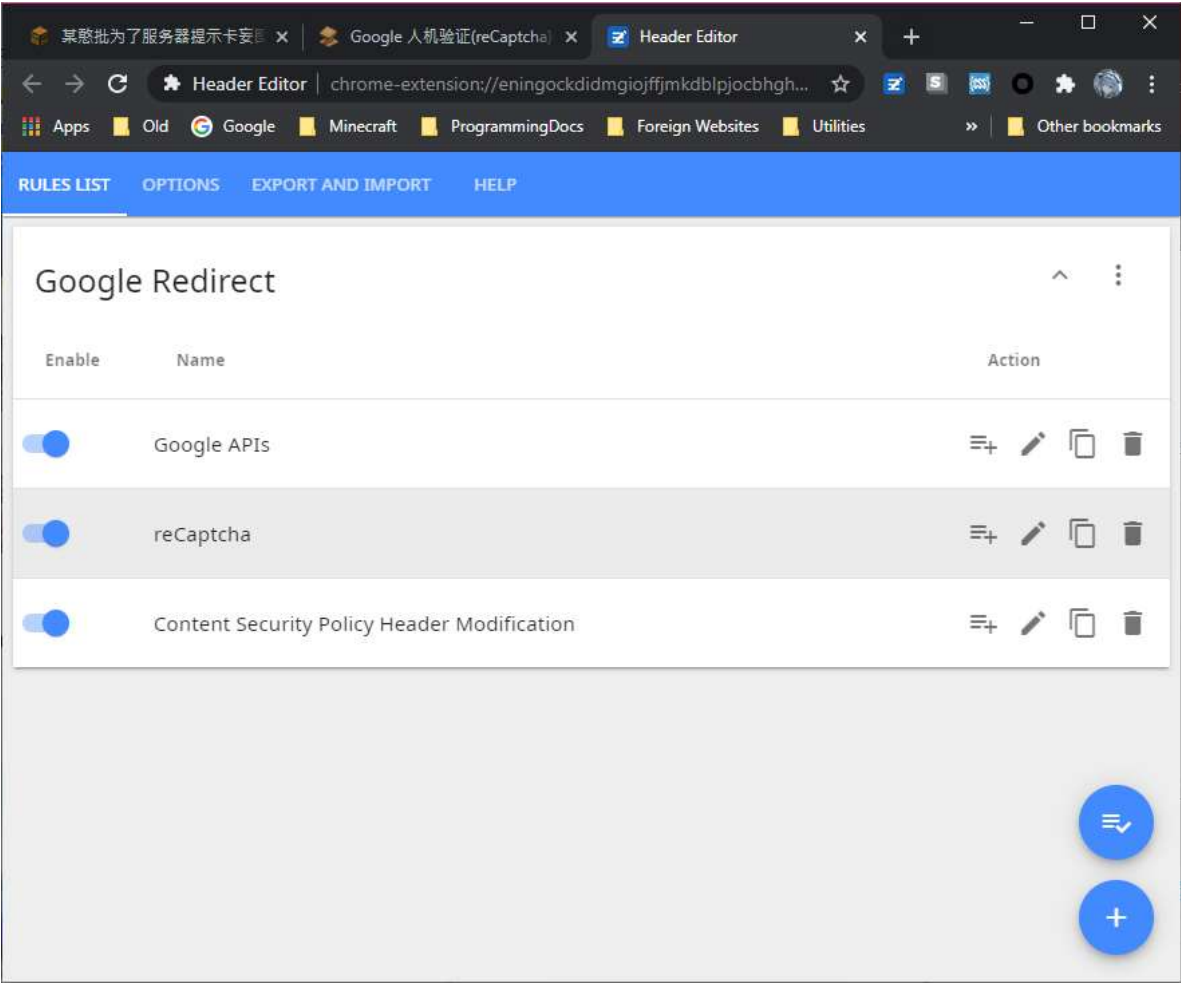 某憨批为了服务器提示卡妄
Google 人机验证(reCaptcha)
Header Editor
Header Editor
chrome-extension://eningockdidmgiojffjmkdblpjocbhgh...
Apps
Old
Google
Minecraft
ProgrammingDocs
Foreign Websites
Utilities
»
Other bookmarks
RULES LIST
OPTIONS
EXPORT AND IMPORT
HELP
Google Redirect
Enable
Name
Action
Google APIs
reCaptcha
Content Security Policy Header Modification